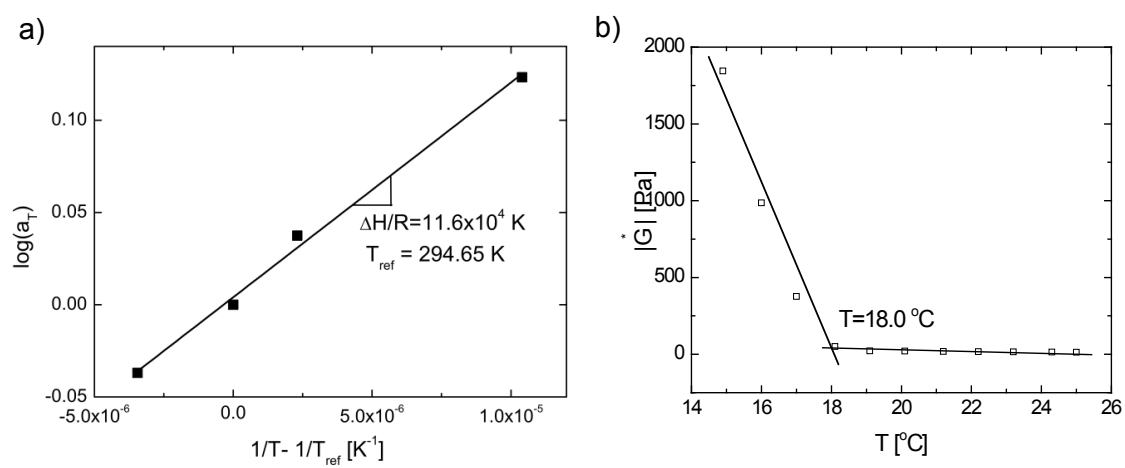 a)
log(a_T)
0.10
0.05
0.00
-0.05
-5.0x10⁻⁶
0.0
5.0x10⁻⁶
1.0x10⁻⁵
1/T- 1/T_ref [K⁻¹]
ΔH/R=11.6x10⁴ K
T_ref = 294.65 K
b)
|G*| [Pa]
2000
1500
1000
500
0
14
16
18
20
22
24
26
T [°C]
T=18.0 °C